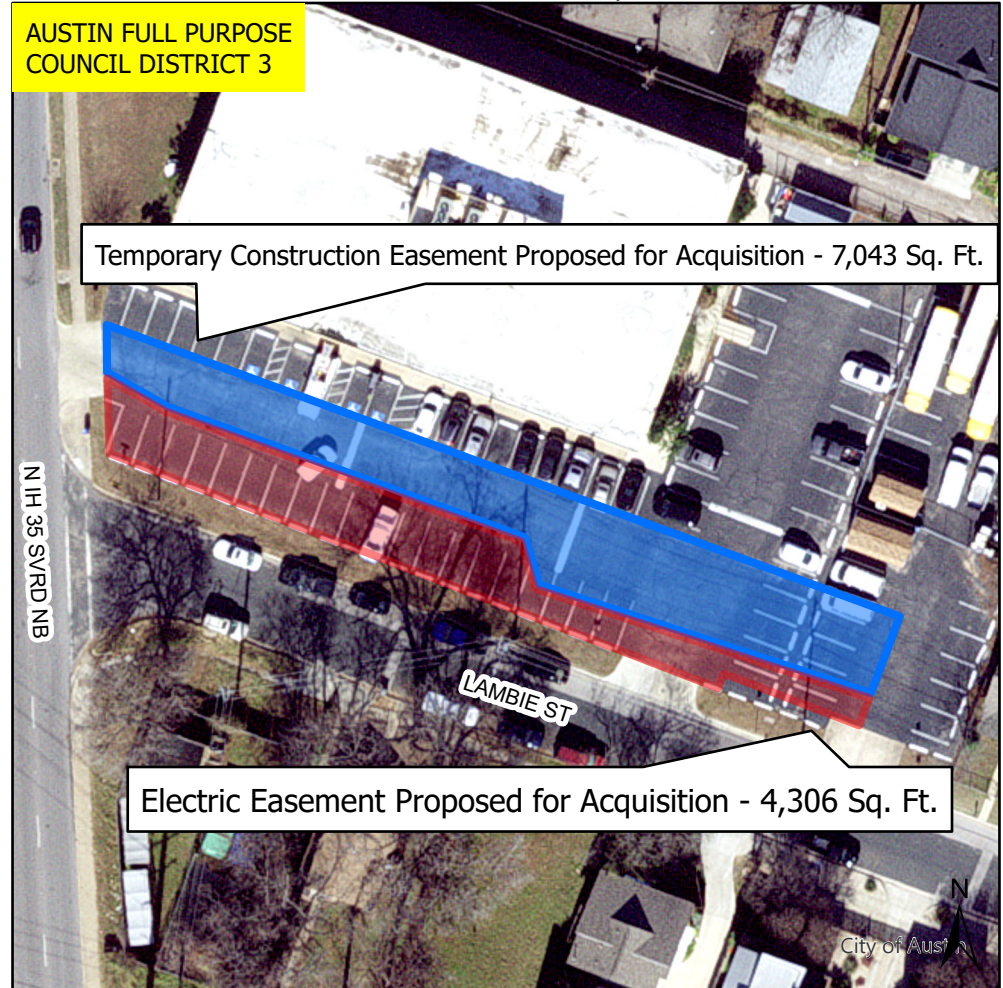 AUSTIN FULL PURPOSE
COUNCIL DISTRICT 3
Temporary Construction Easement Proposed for Acquisition - 7,043 Sq. Ft.
N IH 35 SVRD NB
LAMBIE ST
Electric Easement Proposed for Acquisition - 4,306 Sq. Ft.
N
City of Austin